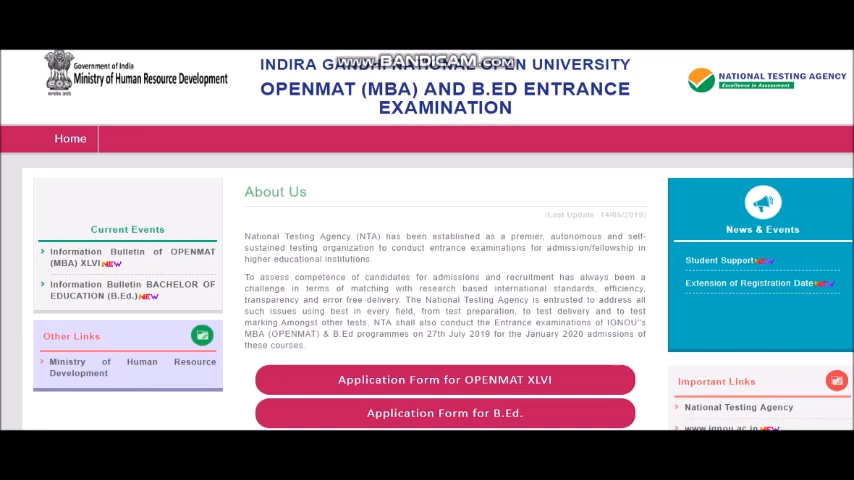 Government of India
Ministry of Human Resource Development
www.BANDICAM.com
INDIRA GANDHI NATIONAL OPEN UNIVERSITY
OPENMAT (MBA) AND B.ED ENTRANCE
EXAMINATION
NATIONAL TESTING AGENCY
Excellence in Assessment
Home
Current Events
Information Bulletin of OPENMAT
(MBA) XLVI NEW
Information Bulletin BACHELOR OF
EDUCATION (B.Ed.) NEW
Other Links
Ministry of Human Resource
Development
About Us
(Last Update 14/06/2019)
National Testing Agency (NTA) has been established as a premier, autonomous and self-
sustained testing organization to conduct entrance examinations for admission/fellowship in
higher educational institutions.
To assess competence of candidates for admissions and recruitment has always been a
challenge in terms of matching with research based international standards, efficiency,
transparency and error free delivery. The National Testing Agency is entrusted to address all
such issues using best in every field, from test preparation, to test delivery and to test
marking.Amongst other tests, NTA shall also conduct the Entrance examinations of IGNOU"s
MBA (OPENMAT) & B.Ed programmes on 27th July 2019 for the January 2020 admissions of
these courses.
Application Form for OPENMAT XLVI
Application Form for B.Ed.
News & Events
Student Support NEW
Extension of Registration Date NEW
Important Links
National Testing Agency
www.ignou.ac.in NEW